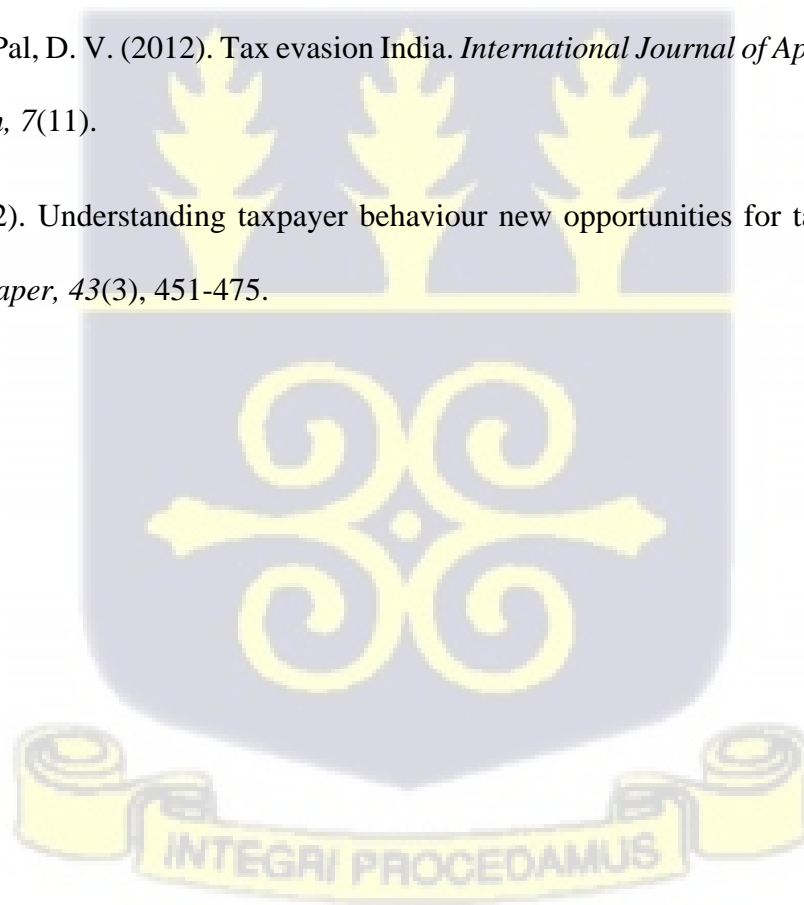 Pal, D. V. (2012). Tax evasion India. International Journal of Ap
n, 7(11).
2). Understanding taxpayer behaviour new opportunities for ta
aper, 43(3), 451-475.
INTEGRI PROCEDAMUS